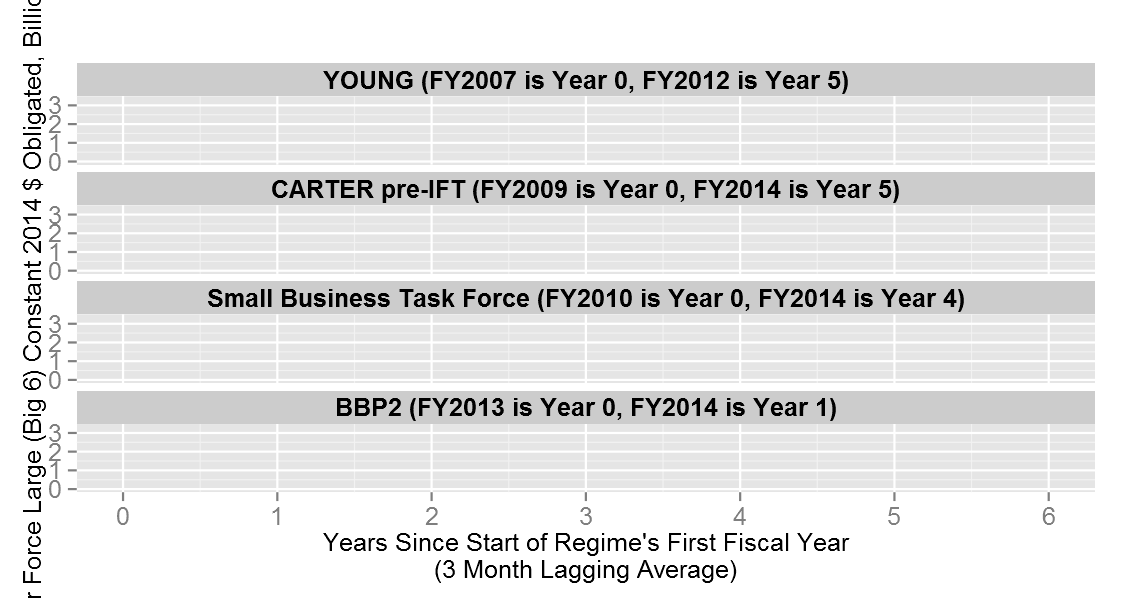 r Force Large (Big 6) Constant 2014 $ Obligated, Billio
YOUNG (FY2007 is Year 0, FY2012 is Year 5)
3
2
1
0
CARTER pre-IFT (FY2009 is Year 0, FY2014 is Year 5)
3
2
1
0
Small Business Task Force (FY2010 is Year 0, FY2014 is Year 4)
3
2
1
0
BBP2 (FY2013 is Year 0, FY2014 is Year 1)
3
2
1
0
0 1 2 3 4 5 6
Years Since Start of Regime's First Fiscal Year
(3 Month Lagging Average)